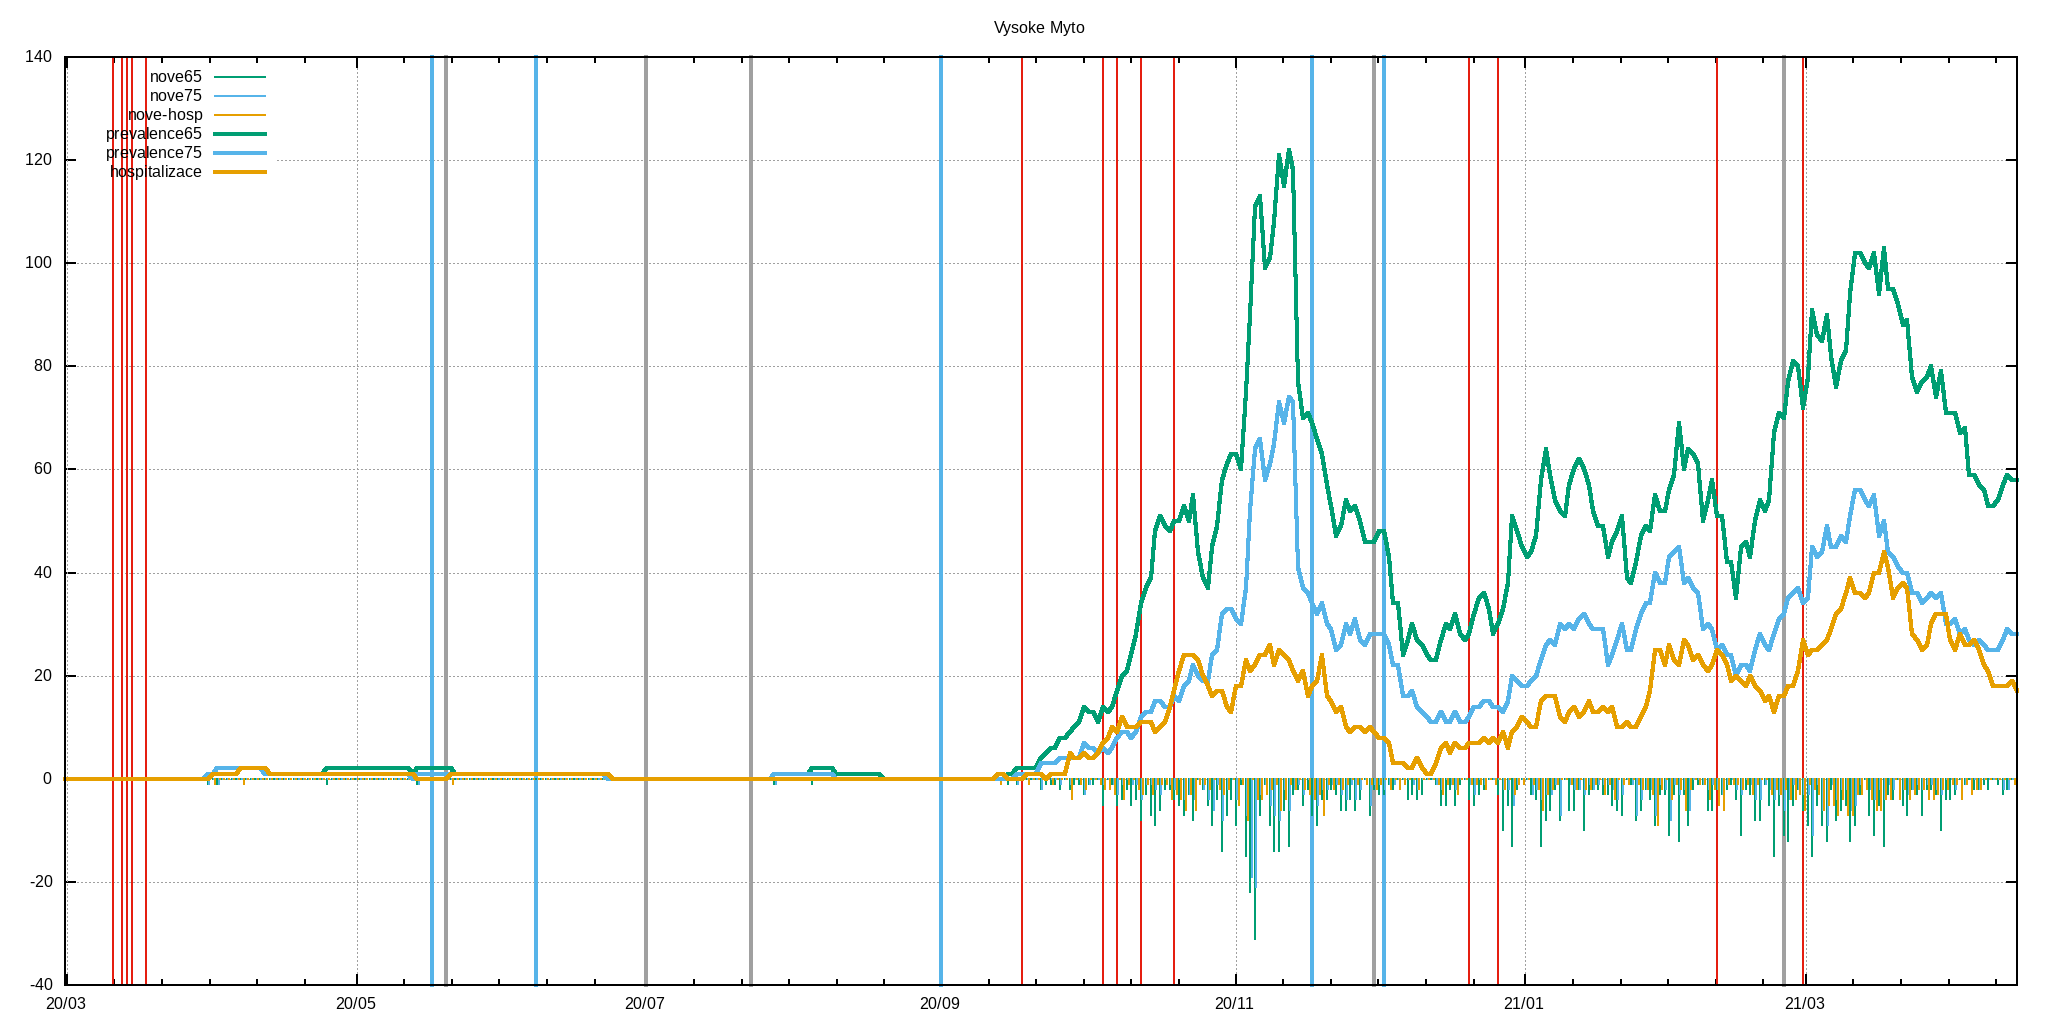 Vysoke Myto
140
120
100
80
60
40
20
0
-20
-40
nove65
nove75
nove-hosp
prevalence65
prevalence75
hospitalizace
20/03 20/05 20/07 20/09 20/11 21/01 21/03